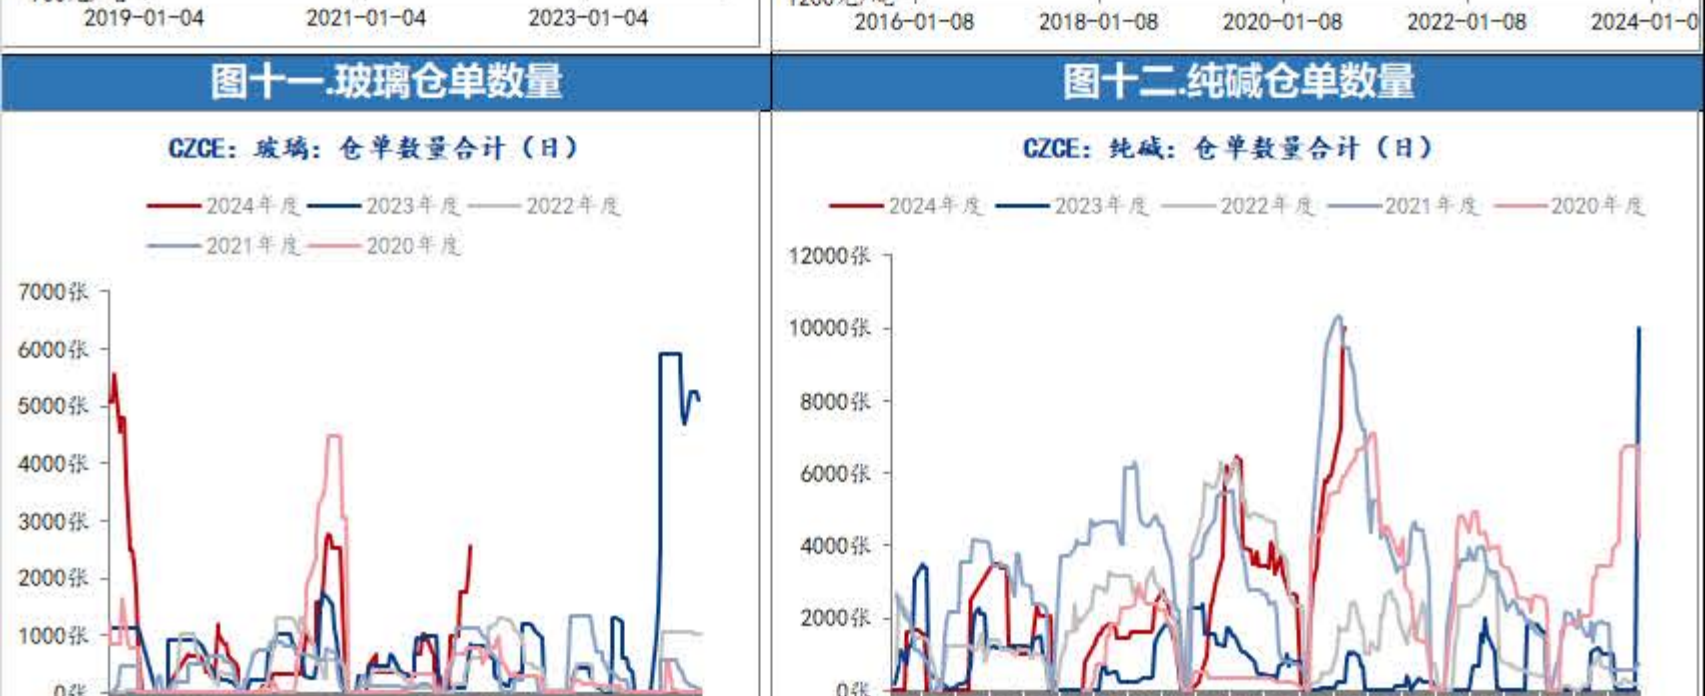 2019-01-04 2021-01-04 2023-01-04
2016-01-08 2018-01-08 2020-01-08 2022-01-08 2024-01-0
图十一.玻璃仓单数量
CZCE：玻璃：仓单数量合计（日）
2024年度 2023年度 2022年度
2021年度 2020年度
7000张
6000张
5000张
4000张
3000张
2000张
1000张
0张
图十二.纯碱仓单数量
CZCE：纯碱：仓单数量合计（日）
2024年度 2023年度 2022年度 2021年度 2020年度
12000张
10000张
8000张
6000张
4000张
2000张
0张